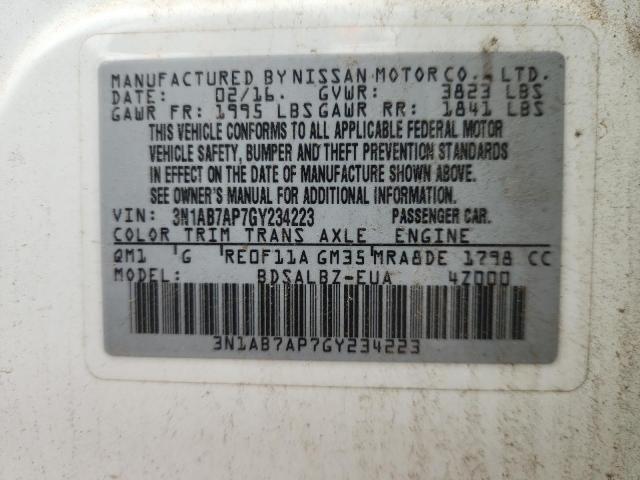 MANUFACTURED BY NISSAN MOTOR CO., LTD.
DATE: 02/16. GVWR: 3823 LBS
GAWR FR: 1995 LBS GAWR RR: 1841 LBS
THIS VEHICLE CONFORMS TO ALL APPLICABLE FEDERAL MOTOR
VEHICLE SAFETY, BUMPER AND THEFT PREVENTION STANDARDS
IN EFFECT ON THE DATE OF MANUFACTURE SHOWN ABOVE.
SEE OWNER'S MANUAL FOR ADDITIONAL INFORMATION.
VIN: 3N1AB7AP7GY234223 PASSENGER CAR.
COLOR TRIM TRANS AXLE ENGINE
QM1 G RE0F11A GM35 MRA8DE 1798 CC
MODEL: BDSALBZ-EUA 4Z000
3N1AB7AP7GY234223